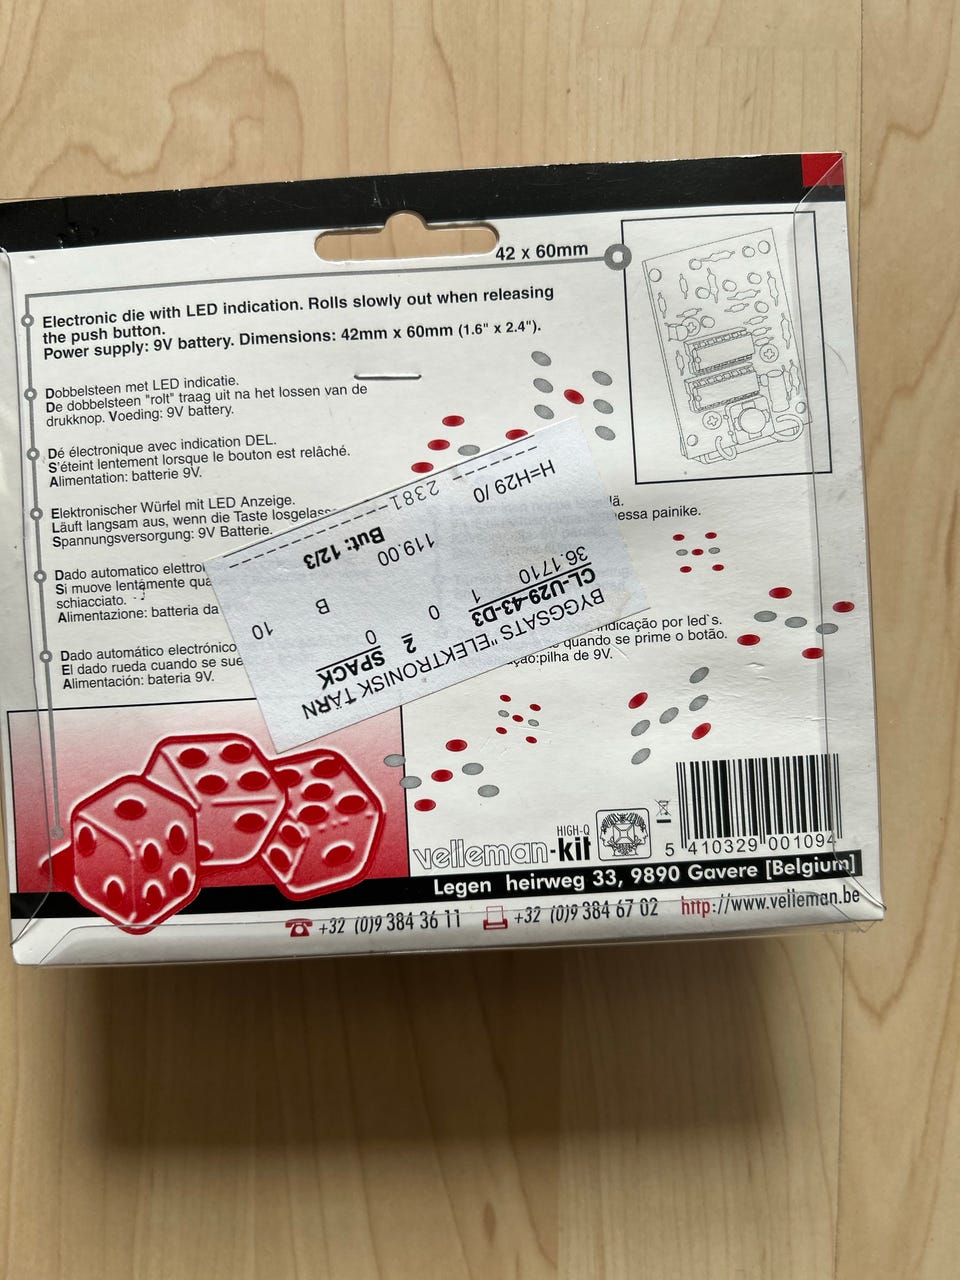 42 x 60mm
Electronic die with LED indication. Rolls slowly out when releasing
the push button.
Power supply: 9V battery. Dimensions: 42mm x 60mm (1.6" x 2.4").
Dobbelsteen met LED indicatie.
De dobbelsteen "rolt" traag uit na het lossen van de
drukknop. Voeding: 9V battery.
Dé électronique avec indication DEL.
S'éteint lentement lorsque le bouton est relâché.
Alimentation: batterie 9V.
Elektronischer Würfel mit LED Anzeige.
Läuft langsam aus, wenn die Taste losgelass
Spannungsversorgung: 9V Batterie.
Dado automatico elettro
Si muove lentamente qua
schiacciato.
Alimentazione: batteria da
Dado automático electrónico
El dado rueda cuando se sue
Alimentación: bateria 9V.
lä.
essa painike.
ndicação por led`s.
quando se prime o botão.
ção:pilha de 9V.
BYGGSATS "ELEKTRONISK TÄRN
CL-U29-43-D3 2 SPACK
36.1710 1 0 0
119.00 B 10
But: 12/3
H=H29 /0 2381
velleman-kit
HIGH-Q
5 410329 001094
Legen heirweg 33, 9890 Gavere [Belgium]
+32 (0)9 384 36 11 +32 (0)9 384 67 02 http://www.velleman.be